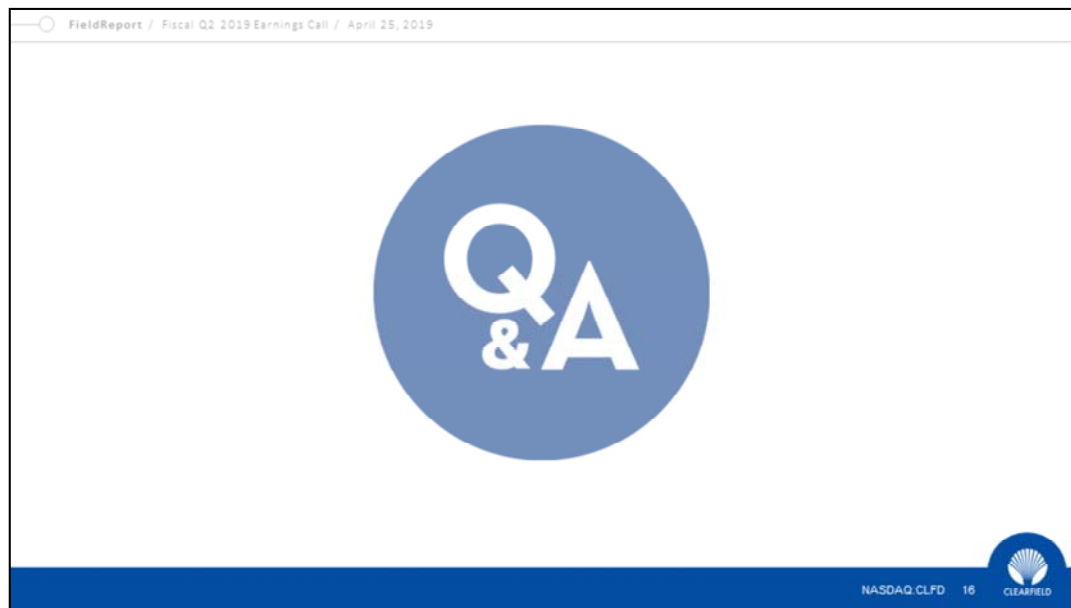 FieldReport / Fiscal Q2 2019 Earnings Call / April 25, 2019
Q
&A
NASDAQ:CLFD 16
CLEARFIELD